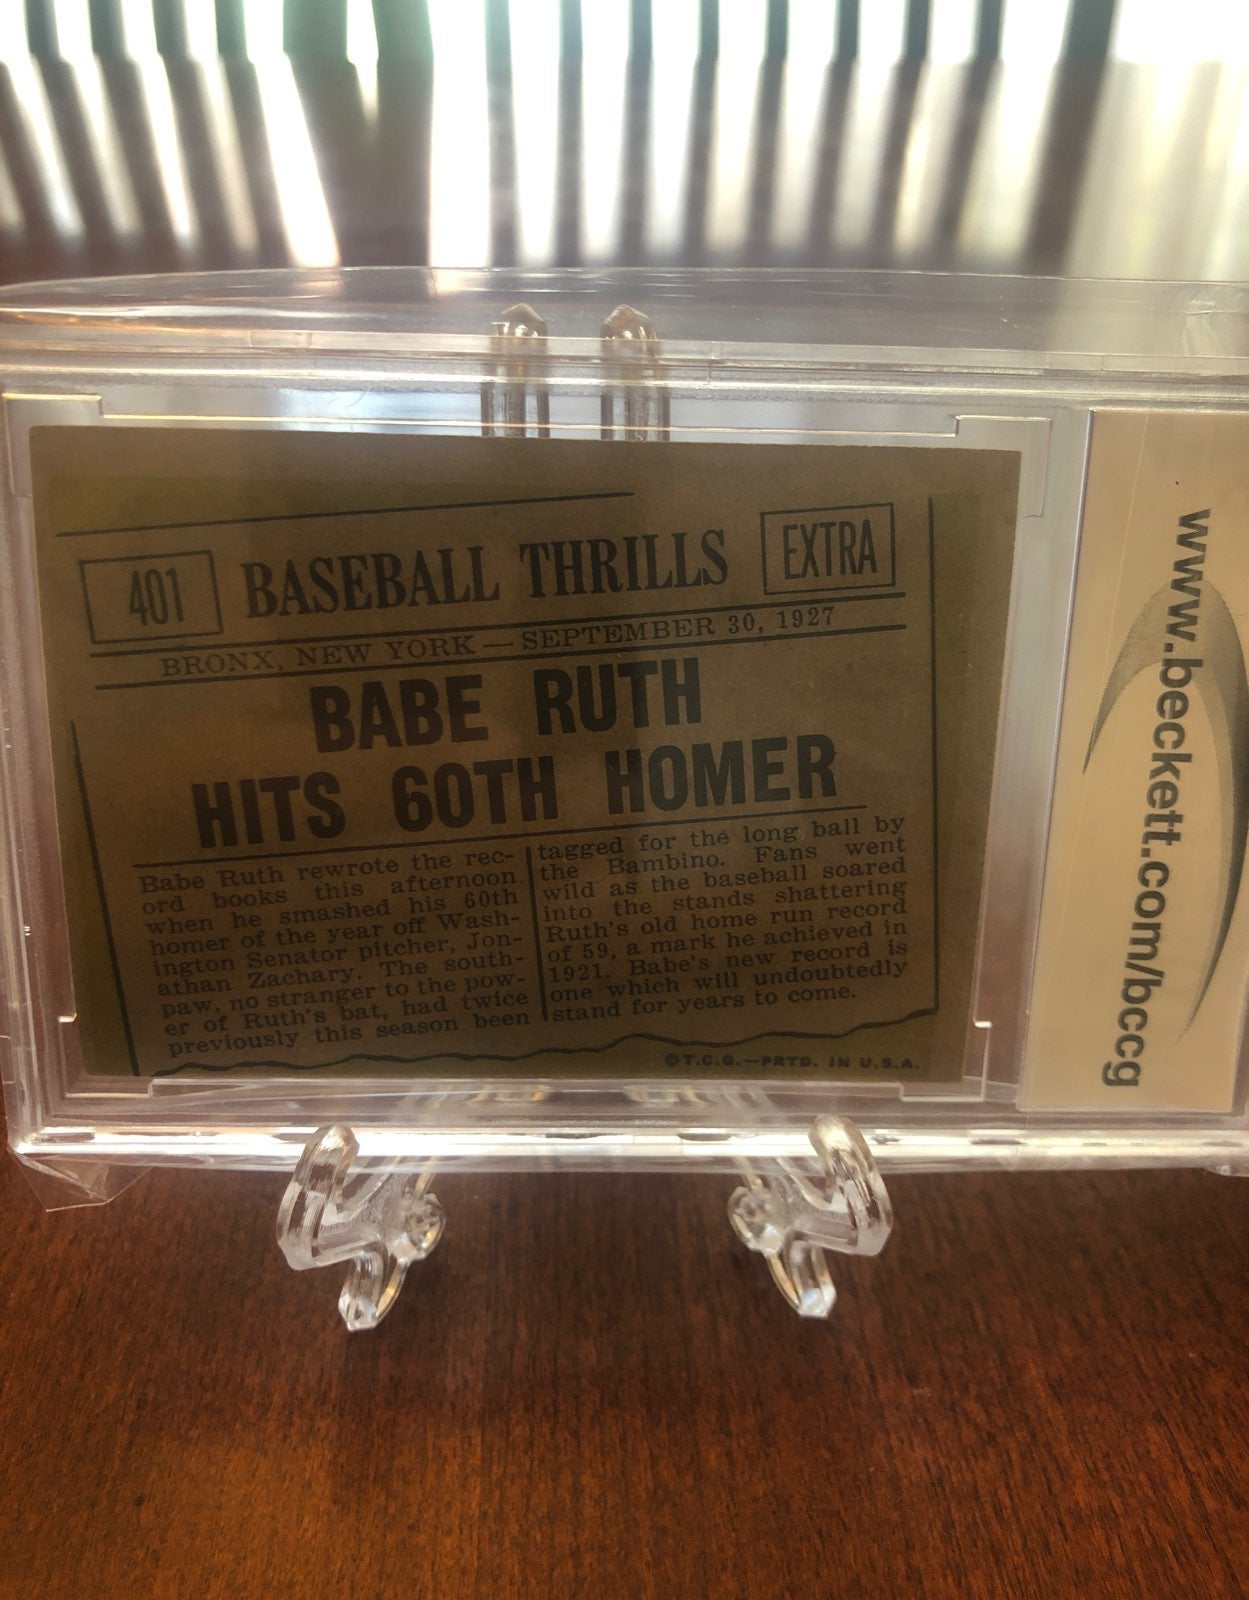 401 BASEBALL THRILLS EXTRA
BRONX, NEW YORK — SEPTEMBER 30, 1927
BABE RUTH
HITS 60TH HOMER
Babe Ruth rewrote the rec-
ord books this afternoon
when he smashed his 60th
homer of the year off Wash-
ington Senator pitcher, Jon-
athan Zachary. The south-
paw, no stranger to the pow-
er of Ruth's bat, had twice
previously this season been
tagged for the long ball by
the Bambino. Fans went
wild as the baseball soared
into the stands shattering
Ruth's old home run record
of 59, a mark he achieved in
1921. Babe's new record is
one which will undoubtedly
stand for years to come.
©T.C.G.—PRTD. IN U.S.A.
www.beckett.com/bccg